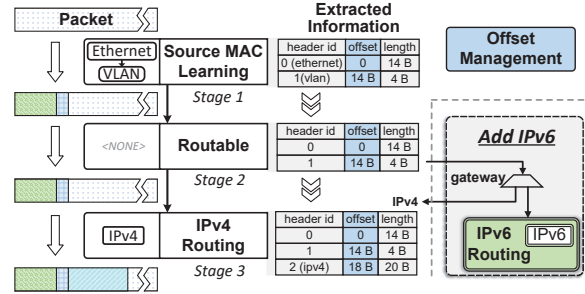 Packet
Extracted
Information
Ethernet
VLAN
Source MAC
Learning
Stage 1
header id offset length
0 (ethernet) 0 14 B
1(vlan) 14 B 4 B
Offset
Management
<NONE>
Routable
Stage 2
header id offset length
0 0 14 B
1 14 B 4 B
Add IPv6
gateway
IPv4
IPv4
IPv4
Routing
Stage 3
header id offset length
0 0 14 B
1 14 B 4 B
2 (ipv4) 18 B 20 B
IPv6
Routing
IPv6